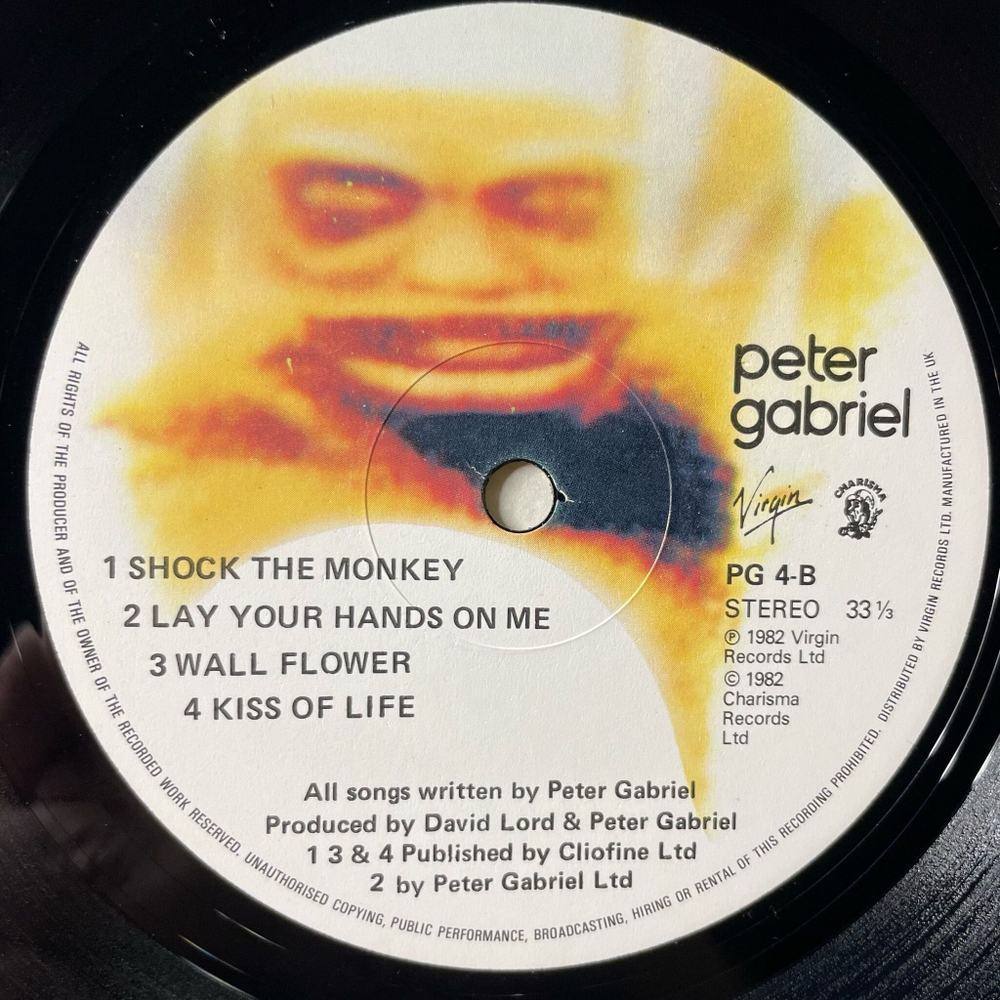 peter
gabriel
Virgin
CHARISMA
PG 4-B
STEREO 33 ⅓
℗ 1982 Virgin
Records Ltd
© 1982
Charisma
Records
Ltd
1 SHOCK THE MONKEY
2 LAY YOUR HANDS ON ME
3 WALL FLOWER
4 KISS OF LIFE
All songs written by Peter Gabriel
Produced by David Lord & Peter Gabriel
1 3 & 4 Published by Cliofine Ltd
2 by Peter Gabriel Ltd
ALL RIGHTS OF THE PRODUCER AND OF THE OWNER OF THE RECORDED WORK RESERVED. UNAUTHORISED COPYING, PUBLIC PERFORMANCE, BROADCASTING, HIRING OR RENTAL OF THIS RECORDING PROHIBITED. DISTRIBUTED BY VIRGIN RECORDS LTD. MANUFACTURED IN THE UK